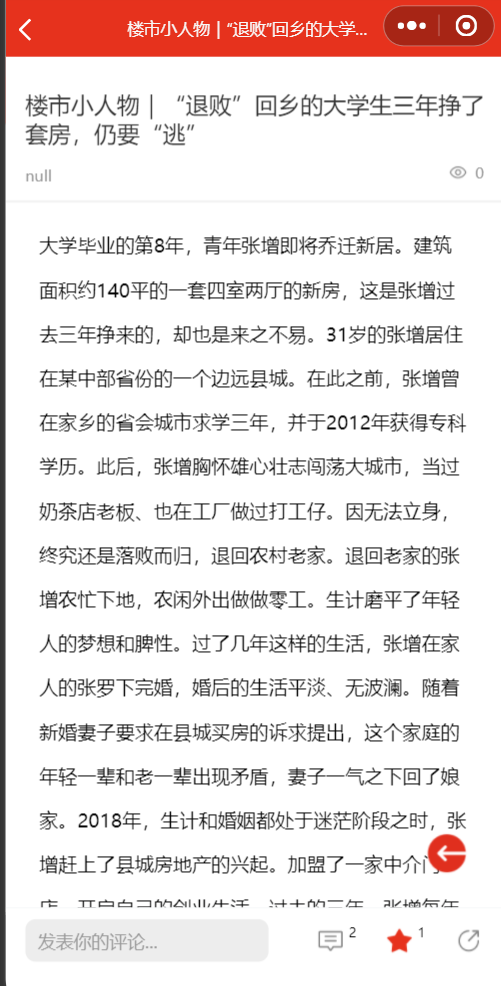 楼市小人物 | “退败”回乡的大学...
楼市小人物 | “退败”回乡的大学生三年挣了
套房，仍要“逃”
null
0
大学毕业的第8年，青年张增即将乔迁新居。建筑
面积约140平的一套四室两厅的新房，这是张增过
去三年挣来的，却也是来之不易。31岁的张增居住
在某中部省份的一个边远县城。在此之前，张增曾
在家乡的省会城市求学三年，并于2012年获得专科
学历。此后，张增胸怀雄心壮志闯荡大城市，当过
奶茶店老板、也在工厂做过打工仔。因无法立身，
终究还是落败而归，退回农村老家。退回老家的张
增农忙下地，农闲外出做做零工。生计磨平了年轻
人的梦想和脾性。过了几年这样的生活，张增在家
人的张罗下完婚，婚后的生活平淡、无波澜。随着
新婚妻子要求在县城买房的诉求提出，这个家庭的
年轻一辈和老一辈出现矛盾，妻子一气之下回了娘
家。2018年，生计和婚姻都处于迷茫阶段之时，张
增赶上了县城房地产的兴起。加盟了一家中介门
店，开启自己的创业生活。过去的三年，张增每年
发表你的评论...
2
1